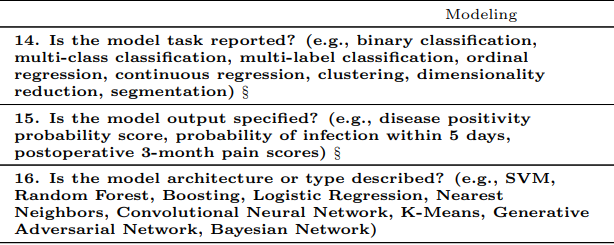 Modeling
14. Is the model task reported? (e.g., binary classification,
multi-class classification, multi-label classification, ordinal
regression, continuous regression, clustering, dimensionality
reduction, segmentation) §
15. Is the model output specified? (e.g., disease positivity
probability score, probability of infection within 5 days,
postoperative 3-month pain scores) §
16. Is the model architecture or type described? (e.g., SVM,
Random Forest, Boosting, Logistic Regression, Nearest
Neighbors, Convolutional Neural Network, K-Means, Generative
Adversarial Network, Bayesian Network)